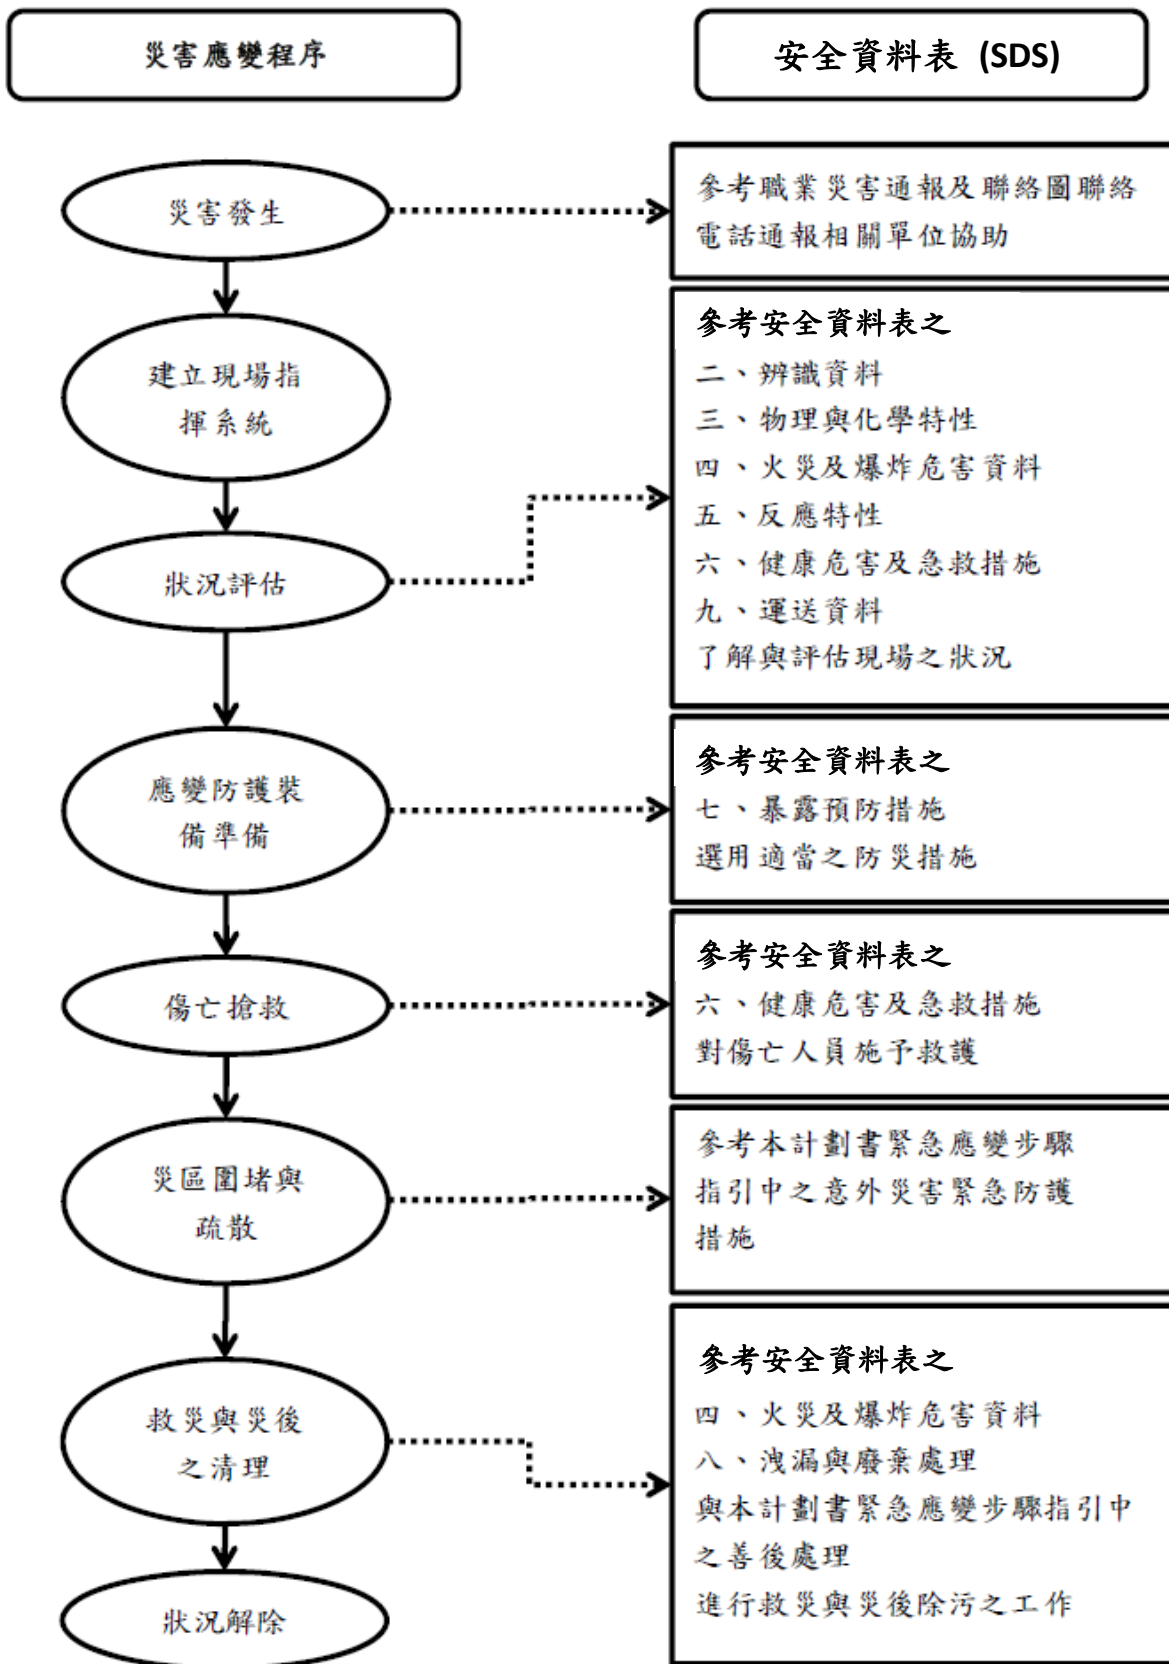 災害應變程序
安全資料表 (SDS)
災害發生
參考職業災害通報及聯絡圖聯絡
電話通報相關單位協助
建立現場指
揮系統
狀況評估
參考安全資料表之
二、辨識資料
三、物理與化學特性
四、火災及爆炸危害資料
五、反應特性
六、健康危害及急救措施
九、運送資料
了解與評估現場之狀況
應變防護裝
備準備
參考安全資料表之
七、暴露預防措施
選用適當之防災措施
傷亡搶救
參考安全資料表之
六、健康危害及急救措施
對傷亡人員施予救護
災區圍堵與
疏散
參考本計劃書緊急應變步驟
指引中之意外災害緊急防護
措施
救災與災後
之清理
參考安全資料表之
四、火災及爆炸危害資料
八、洩漏與廢棄處理
與本計劃書緊急應變步驟指引中
之善後處理
進行救災與災後除污之工作
狀況解除